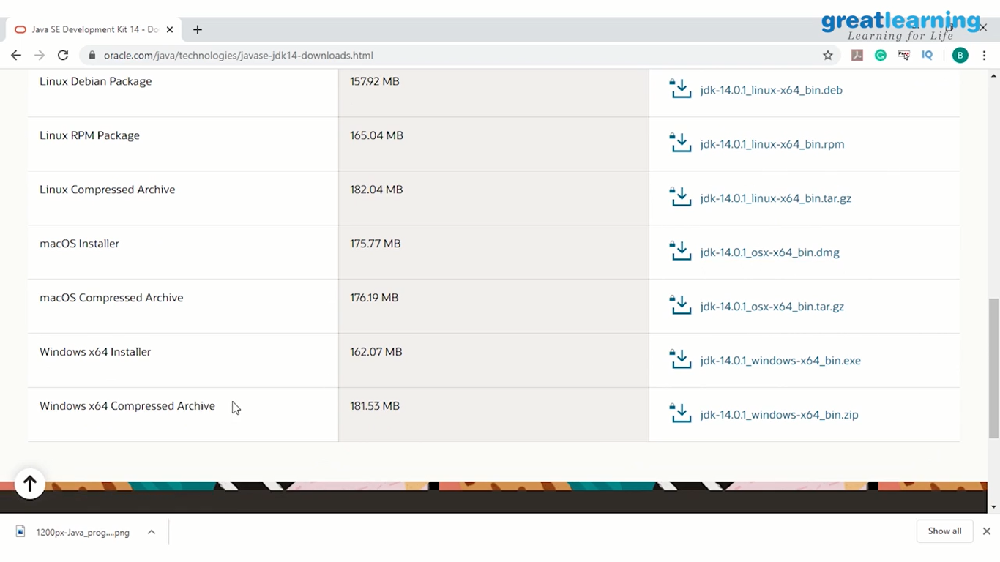 greatlearning
Learning for Life
Java SE Development Kit 14 - Do
oracle.com/java/technologies/javase-jdk14-downloads.html
IQ
B
Linux Debian Package 157.92 MB jdk-14.0.1_linux-x64_bin.deb
Linux RPM Package 165.04 MB jdk-14.0.1_linux-x64_bin.rpm
Linux Compressed Archive 182.04 MB jdk-14.0.1_linux-x64_bin.tar.gz
macOS Installer 175.77 MB jdk-14.0.1_osx-x64_bin.dmg
macOS Compressed Archive 176.19 MB jdk-14.0.1_osx-x64_bin.tar.gz
Windows x64 Installer 162.07 MB jdk-14.0.1_windows-x64_bin.exe
Windows x64 Compressed Archive 181.53 MB jdk-14.0.1_windows-x64_bin.zip
1200px-Java_prog....png
Show all